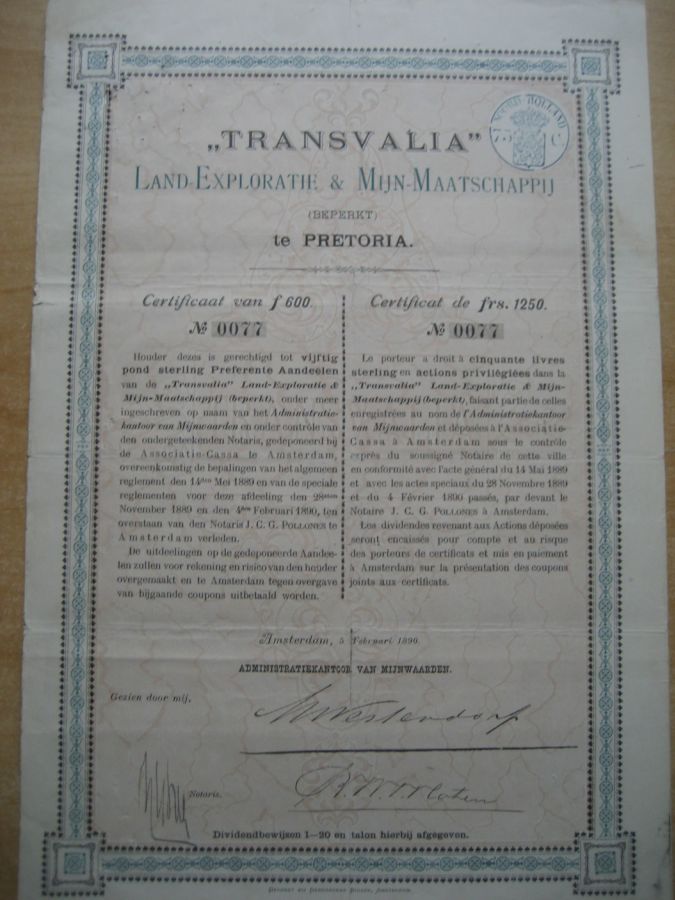 „TRANSVALIA”
NOORD HOLLAND
7.5 C
LAND-EXPLORATIE & MIJN-MAATSCHAPPIJ
(BEPERKT)
te PRETORIA.
Certificaat van f 600.
№ 0077
Houder dezes is gerechtigd tot vijftig
pond sterling Preferente Aandeelen
van de „Transvalia” Land-Exploratie &
Mijn-Maatschappij (beperkt), onder meer
ingeschreven op naam van het Administratie-
kantoor van Mijnwaarden en onder contrôle van
den ondergeteekenden Notaris, gedeponeerd bij
de Associatie-Cassa te Amsterdam,
overeenkomstig de bepalingen van het algemeen
reglement den 14den Mei 1889 en van de speciale
reglementen voor deze afdeeling den 28sten
November 1889 en den 4den Februari 1890, ten
overstaan van den Notaris J. C. G. POLLONES te
Amsterdam verleden.
De uitdeelingen op de gedeponeerde Aandee-
len zullen voor rekening en risico van den houder
overgemaakt en te Amsterdam tegen overgave
van bijgaande coupons uitbetaald worden.
Certificat de frs. 1250.
№ 0077
Le porteur a droit à cinquante livres
sterling en actions privilégiées dans la
„Transvalia” Land-Exploratie & Mijn-
Maatschappij (beperkt), faisant partie de celles
enregistrées au nom de l'Administratiekantoor
van Mijnwaarden et déposées à l'Associatie-
Cassa à Amsterdam sous le contrôle
exprès du soussigné Notaire de cette ville
en conformité avec l'acte général du 14 Mai 1889
et avec les actes speciaux du 28 Novembre 1889
et du 4 Février 1890 passés, par devant le
Notaire J. C. G. POLLONES à Amsterdam.
Les dividendes revenant aux Actions déposées
seront encaissés pour compte et au risque
des porteurs de certificats et mis en paiement
à Amsterdam sur la présentation des coupons
joints aux certificats.
Amsterdam, 5 Februari 1890.
ADMINISTRATIEKANTOOR VAN MIJNWAARDEN.
Gezien door mij,
Westendorp
Notaris.
Dividendbewijzen 1—20 en talon hierbij afgegeven.